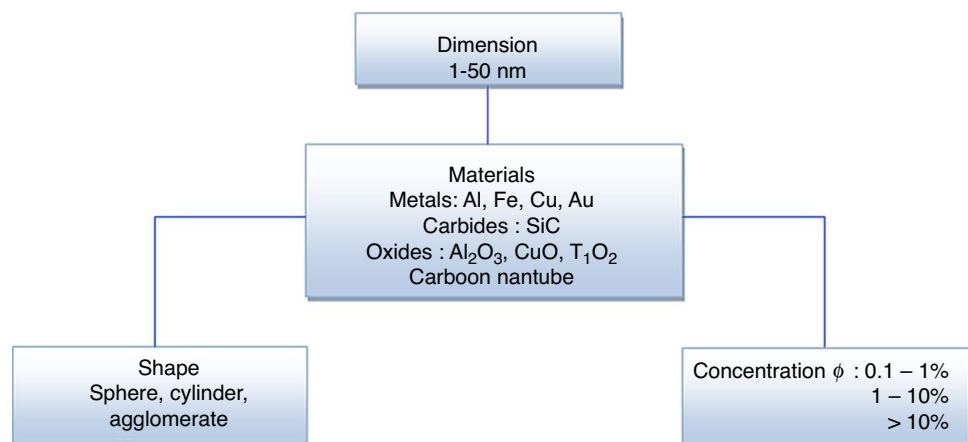 Dimension
1-50 nm
Materials
Metals: Al, Fe, Cu, Au
Carbides : SiC
Oxides : Al₂O₃, CuO, T₁O₂
Carboon nantube
Shape
Sphere, cylinder,
agglomerate
Concentration ϕ : 0.1 – 1%
1 – 10%
> 10%